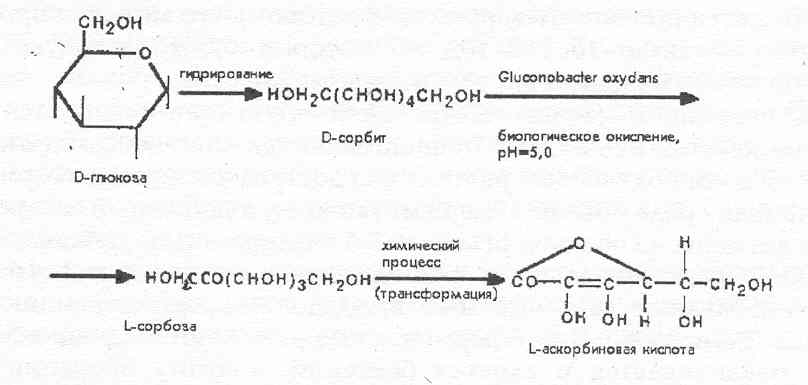 CH₂OH
O
гидрирование
HOH₂C(CHOH)₄CH₂OH
Gluconobacter oxydans
D-сорбит
биологическое окисление,
pH=5,0
D-глюкоза
HOH₂CCO(CHOH)₃CH₂OH
химический
процесс
(трансформация)
L-сорбоза
O
H
CO C C C C CH₂OH
OH OH H OH
L-аскорбиновая кислота